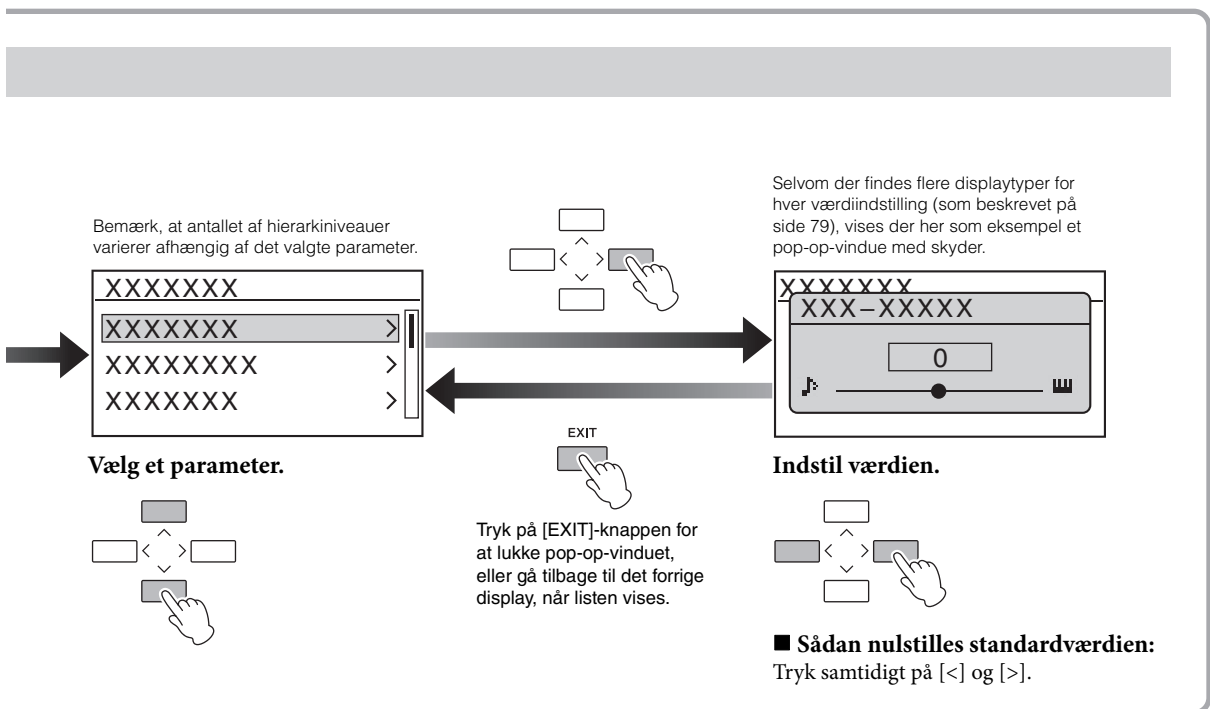 Bemærk, at antallet af hierarkiniveauer
varierer afhængig af det valgte parameter.
XXXXXXX
XXXXXXX >
XXXXXXXX >
XXXXXXX >
Vælg et parameter.
EXIT
Tryk på [EXIT]-knappen for
at lukke pop-op-vinduet,
eller gå tilbage til det forrige
display, når listen vises.
Selvom der findes flere displaytyper for
hver værdiindstilling (som beskrevet på
side 79), vises der her som eksempel et
pop-op-vindue med skyder.
XXXXXXX
XXX–XXXXX
0
Indstil værdien.
■ Sådan nulstilles standardværdien:
Tryk samtidigt på [<] og [>].